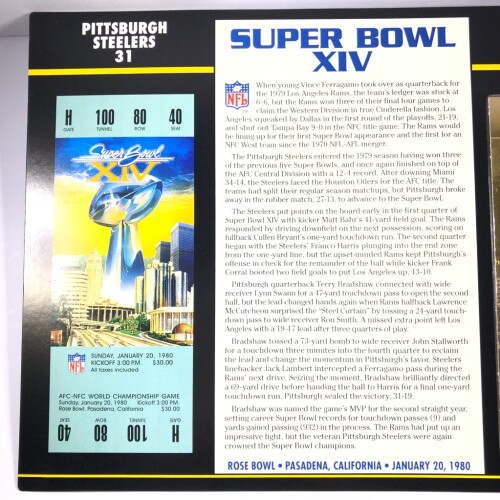 PITTSBURGH
STEELERS
31
H 100 80 40
GATE TUNNEL ROW SEAT
Super Bowl
XIV
NFL
SUNDAY, JANUARY 20, 1980
KICKOFF 3:00 PM. $30.00
All taxes included
AFC-NFC WORLD CHAMPIONSHIP GAME
Sunday, January 20, 1980 Kickoff 3:00 PM.
Rose Bowl, Pasadena, California $30.00
H 100 80 40
GATE TUNNEL ROW SEAT
SUPER BOWL
XIV
NFL
When young Vince Ferragamo took over as quarterback for
the 1979 Los Angeles Rams, the team's ledger was stuck at
6-6, but the Rams won three of their final four games to
claim the Western Division in true Cinderella fashion. Los
Angeles squeaked by Dallas in the first round of the playoffs, 21-19,
and shut out Tampa Bay 9-0 in the NFC title game. The Rams would
be lining up for their first Super Bowl appearance and the first for an
NFC West team since the 1970 NFL-AFL merger.
The Pittsburgh Steelers entered the 1979 season having won three
of the previous five Super Bowls, and once again finished on top of
the AFC Central Division with a 12-4 record. After downing Miami
34-14, the Steelers faced the Houston Oilers for the AFC title. The
teams had split their regular season matchups, but Pittsburgh broke
away in the rubber match, 27-13, to advance to the Super Bowl.
The Steelers put points on the board early in the first quarter of
Super Bowl XIV with kicker Matt Bahr's 41-yard field goal. The Rams
responded by driving downfield on the next possession, scoring on
fullback Cullen Bryant's one-yard touchdown run. The second quarter
began with the Steelers' Franco Harris plunging into the end zone
from the one-yard line, but the upset-minded Rams kept Pittsburgh's
offense in check for the remainder of the half while kicker Frank
Corral booted two field goals to put Los Angeles up, 13-10.
Pittsburgh quarterback Terry Bradshaw connected with wide
receiver Lynn Swann for a 47-yard touchdown pass to open the second
half, but the lead changed hands again when Rams halfback Lawrence
McCutcheon surprised the "Steel Curtain" by tossing a 24-yard touch-
down pass to wide receiver Ron Smith. A missed extra point left Los
Angeles with a 19-17 lead after three quarters of play.
Bradshaw tossed a 73-yard bomb to wide receiver John Stallworth
for a touchdown three minutes into the fourth quarter to reclaim
the lead and change the momentum in Pittsburgh's favor. Steelers
linebacker Jack Lambert intercepted a Ferragamo pass during the
Rams' next drive. Seizing the moment, Bradshaw brilliantly directed
a 69-yard drive before handing the ball to Harris for a final one-yard
touchdown run. Pittsburgh sealed the victory, 31-19.
Bradshaw was named the game's MVP for the second straight year,
setting career Super Bowl records for touchdown passes (9) and
yards gained passing (932) in the process. The Rams had put up an
impressive fight, but the veteran Pittsburgh Steelers were again
crowned the Super Bowl champions.
ROSE BOWL • PASADENA, CALIFORNIA • JANUARY 20, 1980